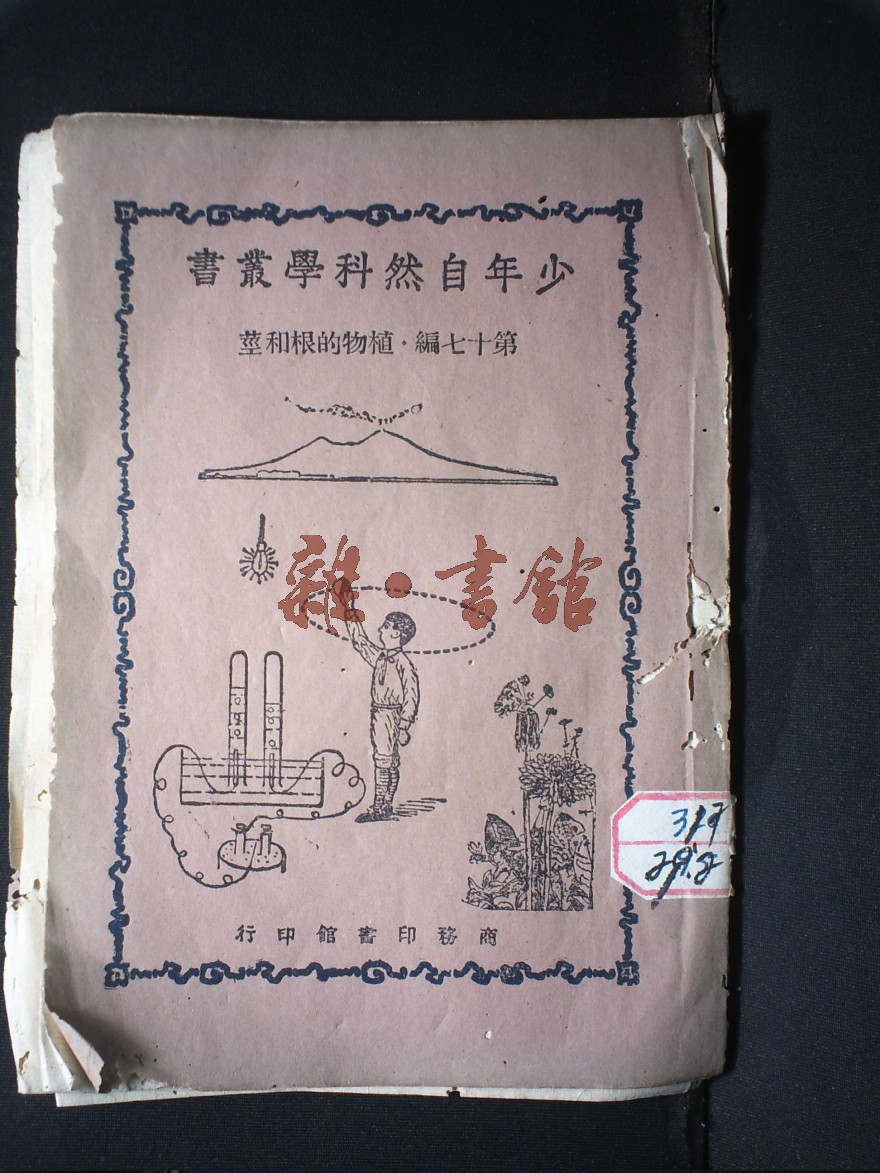 少年自然科學叢書
第十七編·植物的根和莖
雜·書館
商務印書館印行